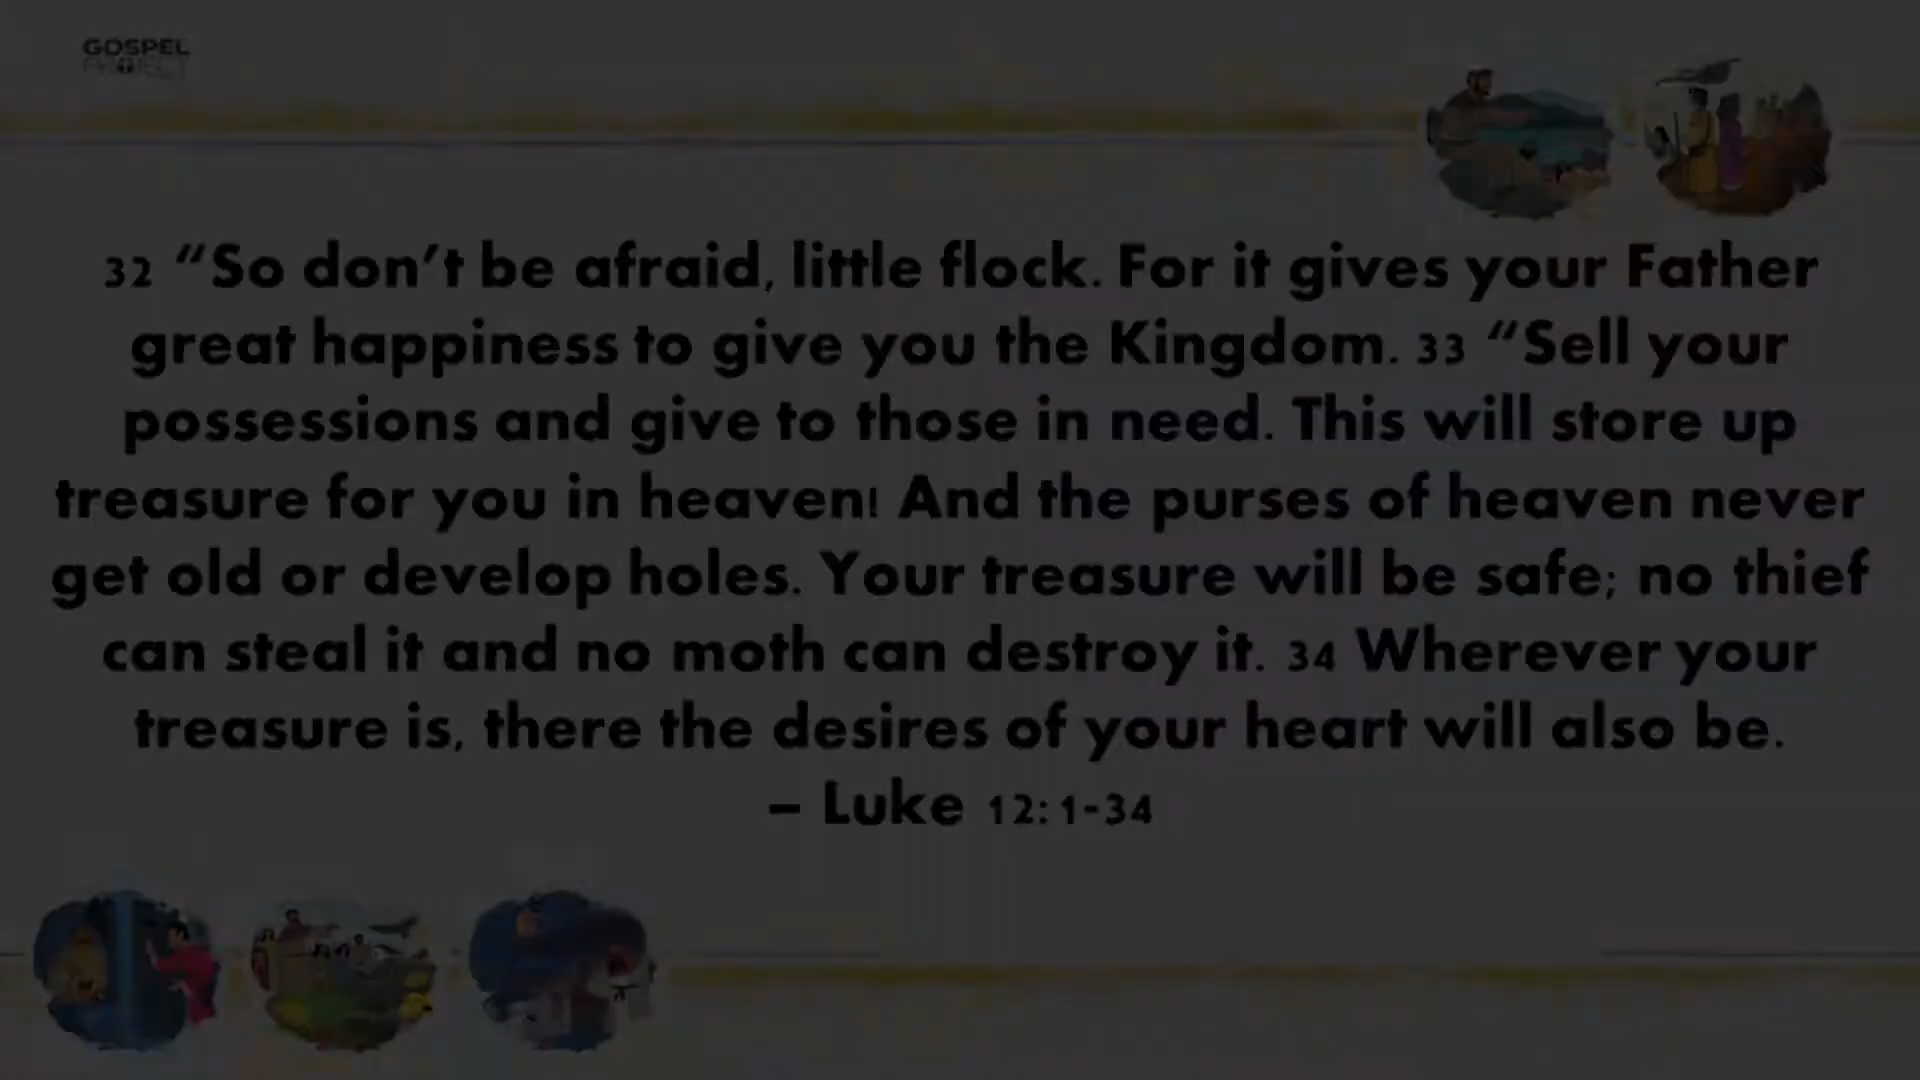 GOSPEL
PROJECT
32 “So don’t be afraid, little flock. For it gives your Father
great happiness to give you the Kingdom. 33 “Sell your
possessions and give to those in need. This will store up
treasure for you in heaven! And the purses of heaven never
get old or develop holes. Your treasure will be safe; no thief
can steal it and no moth can destroy it. 34 Wherever your
treasure is, there the desires of your heart will also be.
– Luke 12:1-34